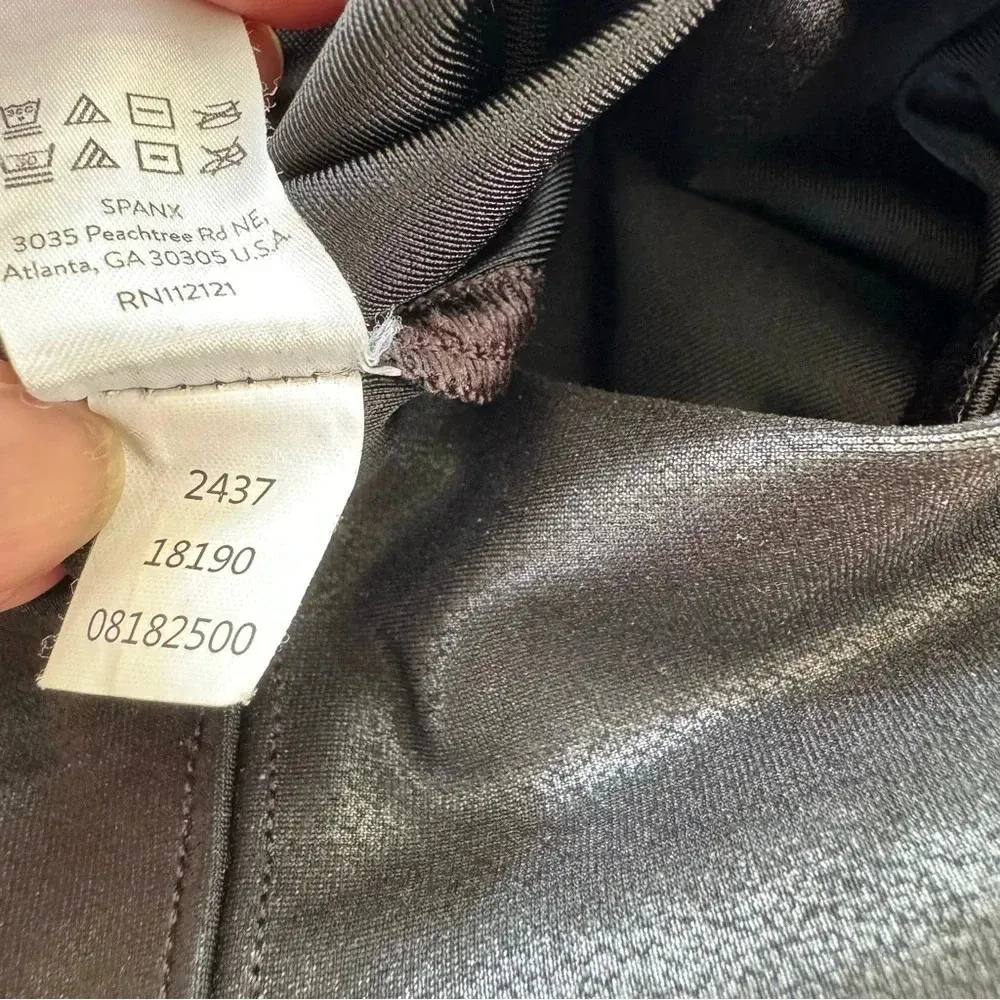 SPANX
3035 Peachtree Rd NE,
Atlanta, GA 30305 U.S.A.
RN112121
2437
18190
08182500